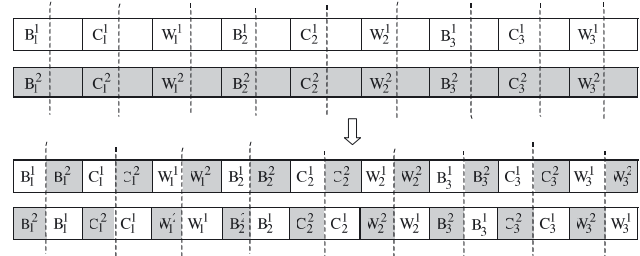 B₁¹ C₁¹ W₁¹ B₂¹ C₂¹ W₂¹ B₃¹ C₃¹ W₃¹
B₁² C₁² W₁² B₂² C₂² W₂² B₃² C₃² W₃²
B₁¹ B₁² C₁¹ C₁² W₁¹ W₁² B₂¹ B₂² C₂¹ C₂² W₂¹ W₂² B₃¹ B₃² C₃¹ C₃² W₃¹ W₃²
B₁² B₁¹ C₁² C₁¹ W₁² W₁¹ B₂² B₂¹ C₂² C₂¹ W₂² W₂¹ B₃² B₃¹ C₃² C₃¹ W₃² W₃¹